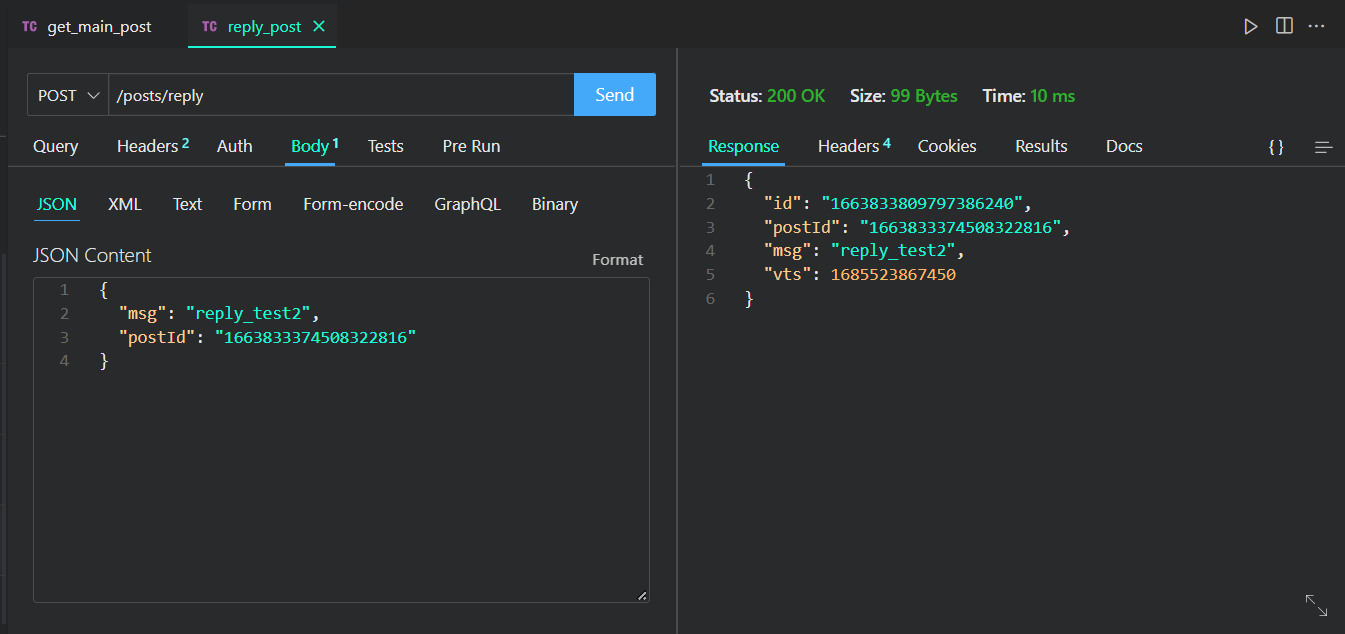 TC get_main_post TC reply_post
POST /posts/reply Send
Status: 200 OK Size: 99 Bytes Time: 10 ms
Query Headers 2 Auth Body 1 Tests Pre Run
Response Headers 4 Cookies Results Docs {}
JSON XML Text Form Form-encode GraphQL Binary
JSON Content Format
1 {
2 "msg": "reply_test2",
3 "postId": "1663833374508322816"
4 }
1 {
2 "id": "1663833809797386240",
3 "postId": "1663833374508322816",
4 "msg": "reply_test2",
5 "vts": 1685523867450
6 }